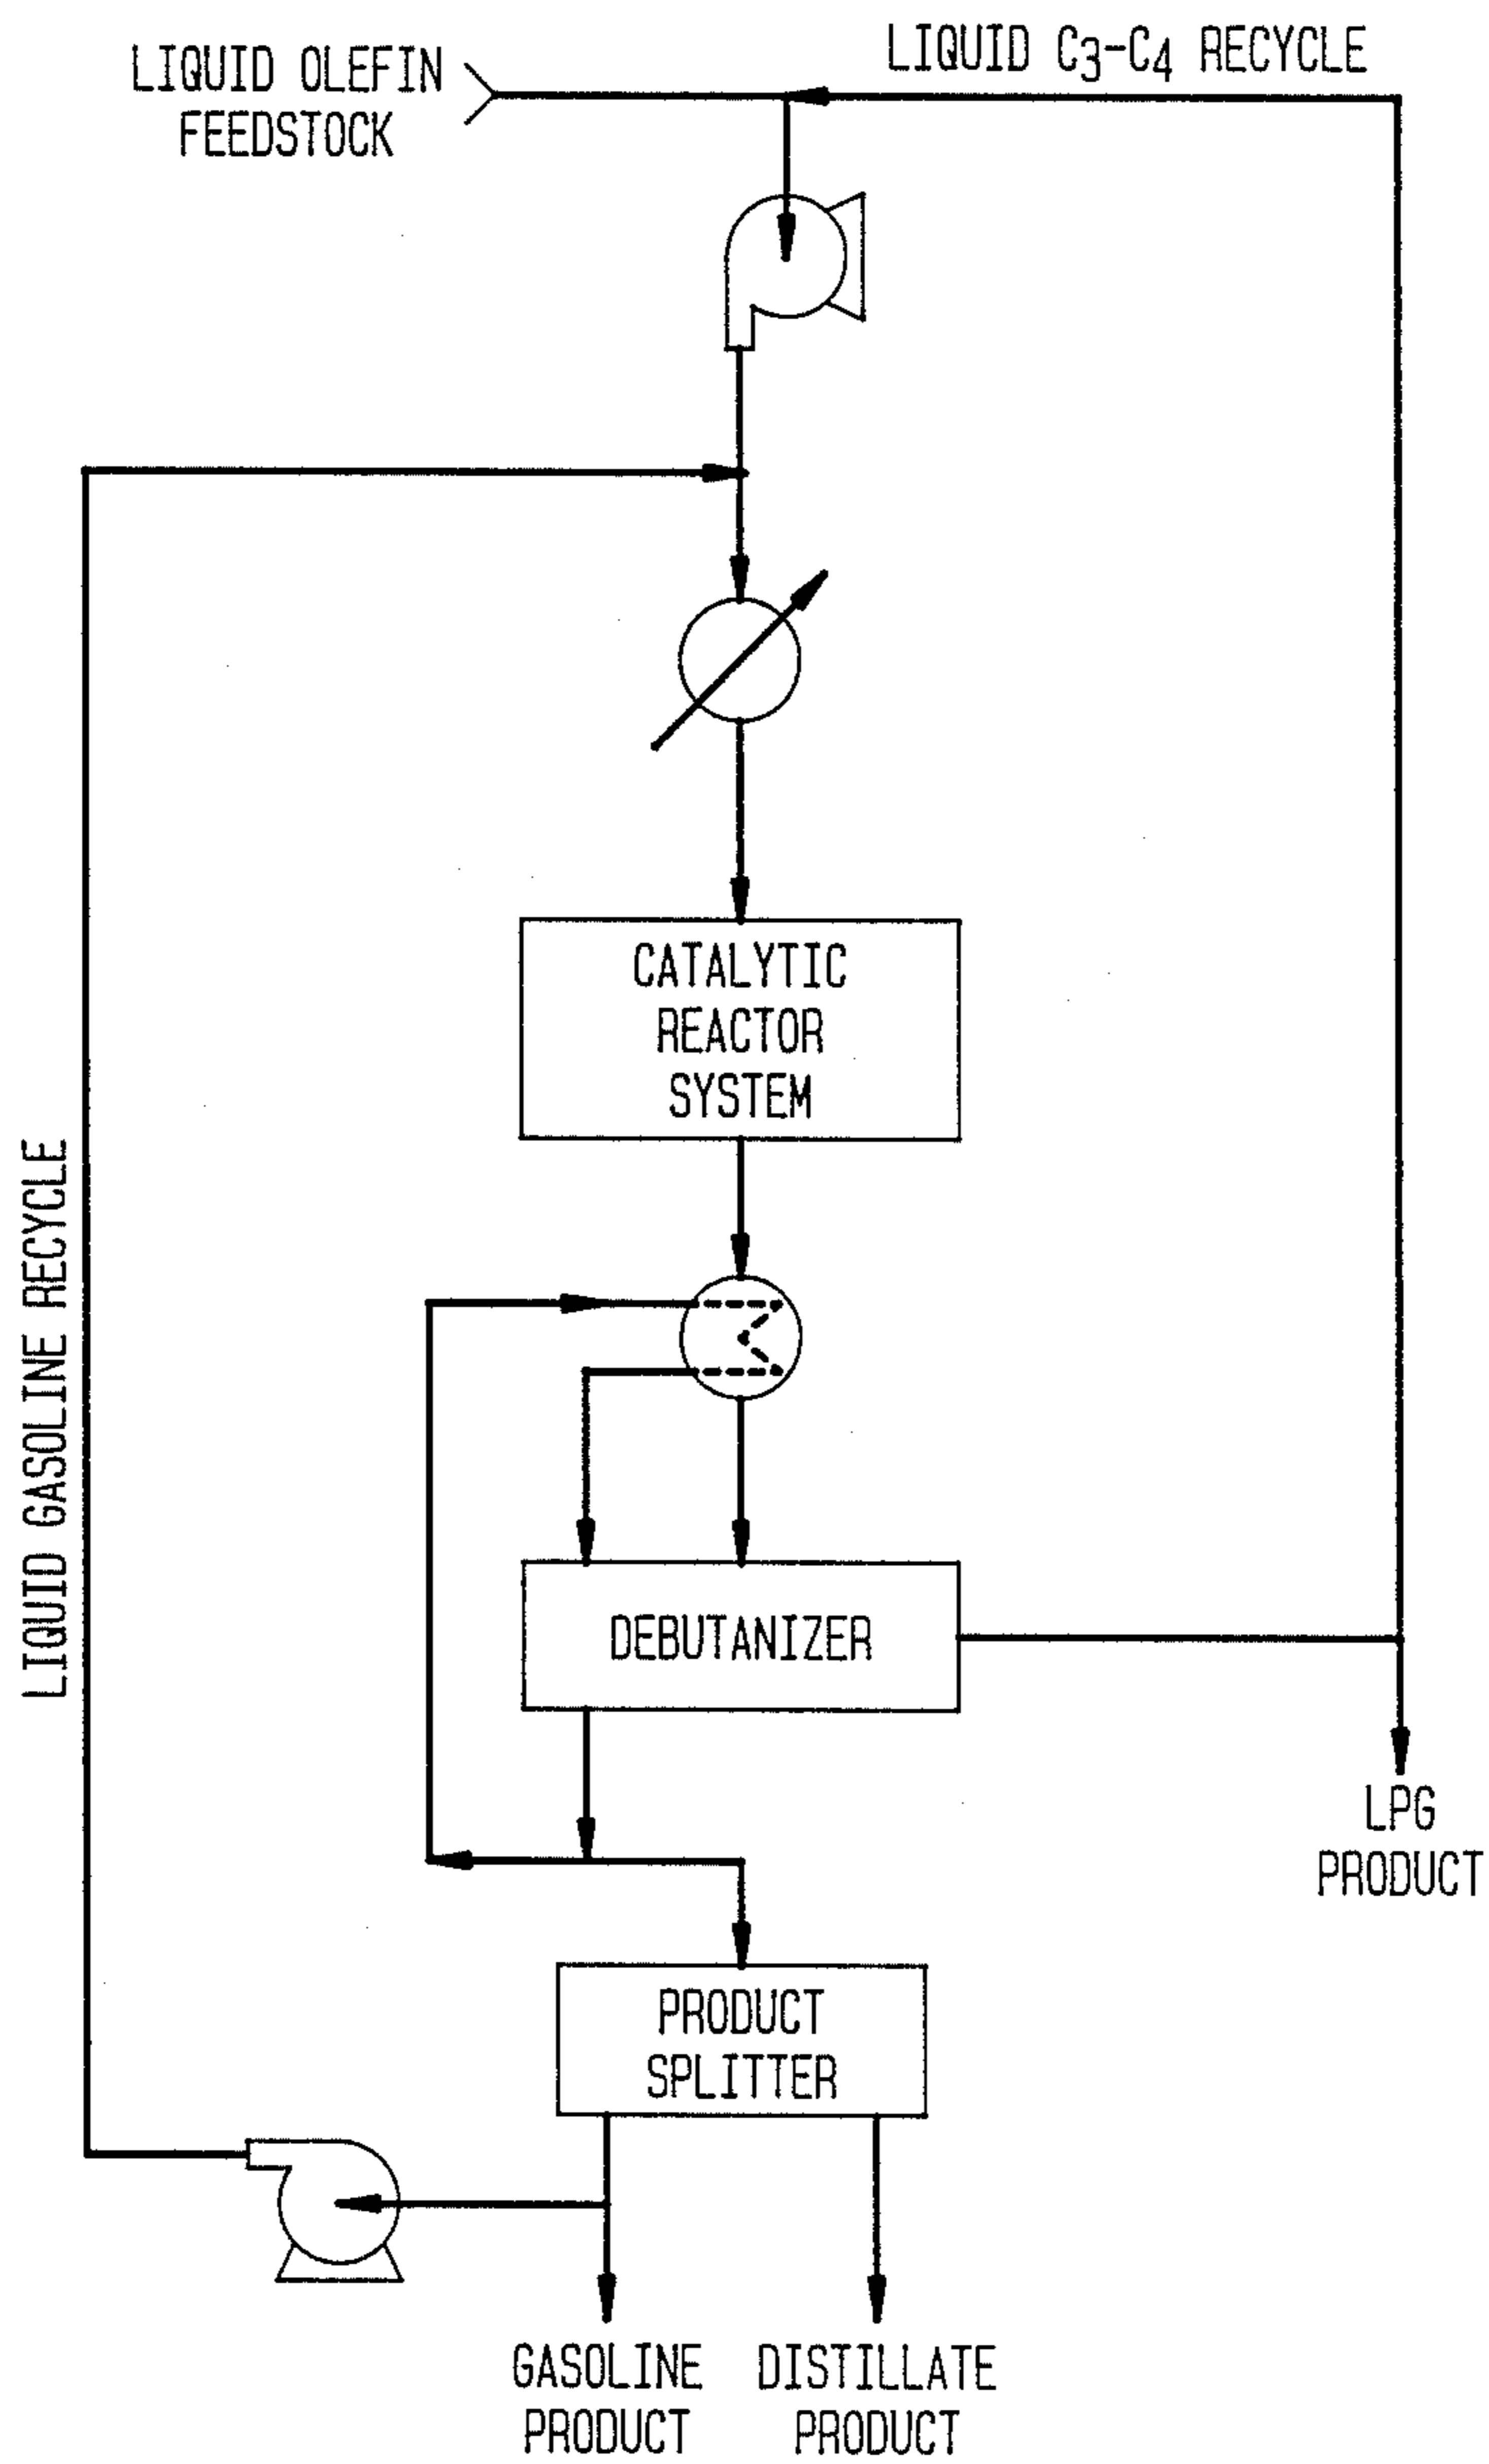 LIQUID OLEFIN
FEEDSTOCK
LIQUID C3-C4 RECYCLE
CATALYTIC
REACTOR
SYSTEM
LIQUID GASOLINE RECYCLE
DEBUTANIZER
LPG
PRODUCT
PRODUCT
SPLITTER
GASOLINE
PRODUCT
DISTILLATE
PRODUCT